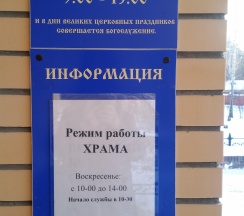 И В ДНИ ВЕЛИКИХ ЦЕРКОВНЫХ ПРАЗДНИКОВ
СОВЕРШАЕТСЯ БОГОСЛУЖЕНИЕ.
ИНФОРМАЦИЯ
Режим работы
ХРАМА
Воскресенье:
с 10-00 до 14-00
Начало службы в 10-30